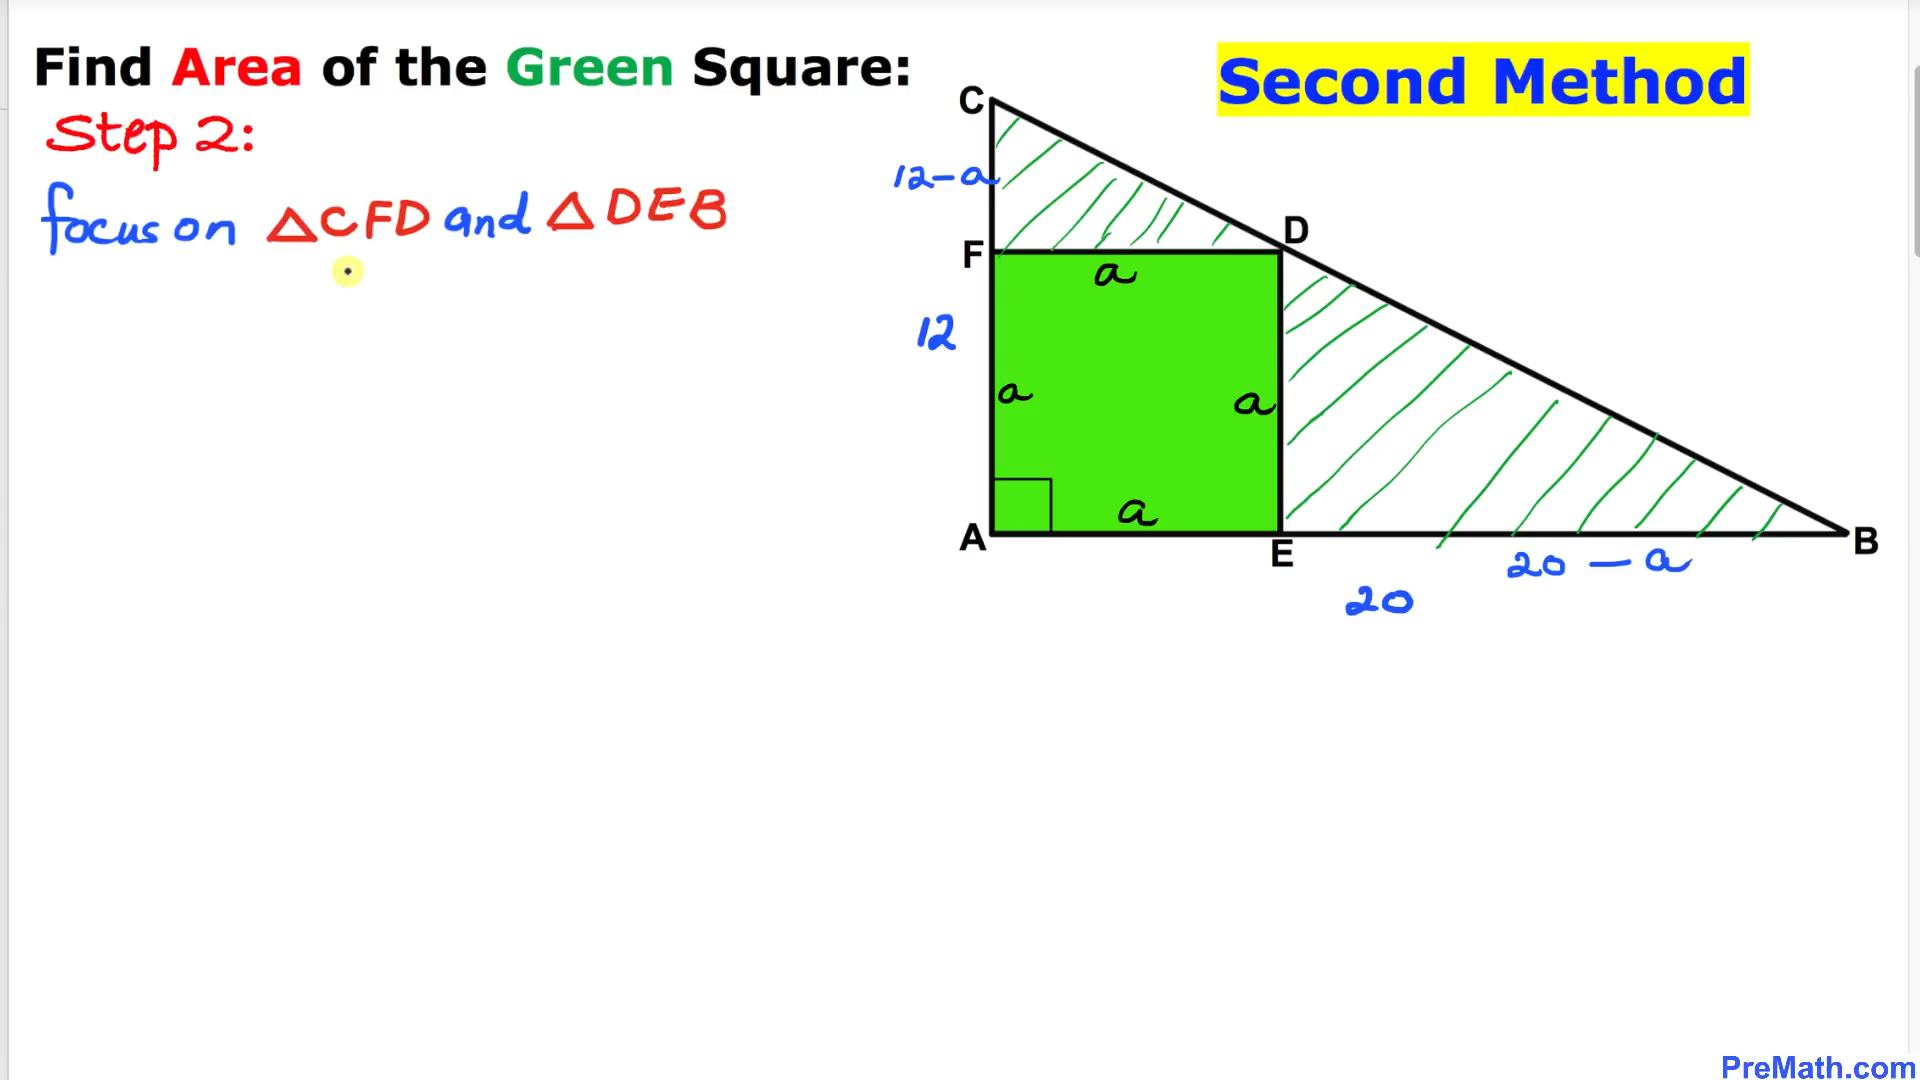 Find Area of the Green Square:
Second Method
Step 2:
focus on △CFD and △DEB
C
12-a
D
F
a
12
a
a
a
A
E
B
20 - a
20
PreMath.com